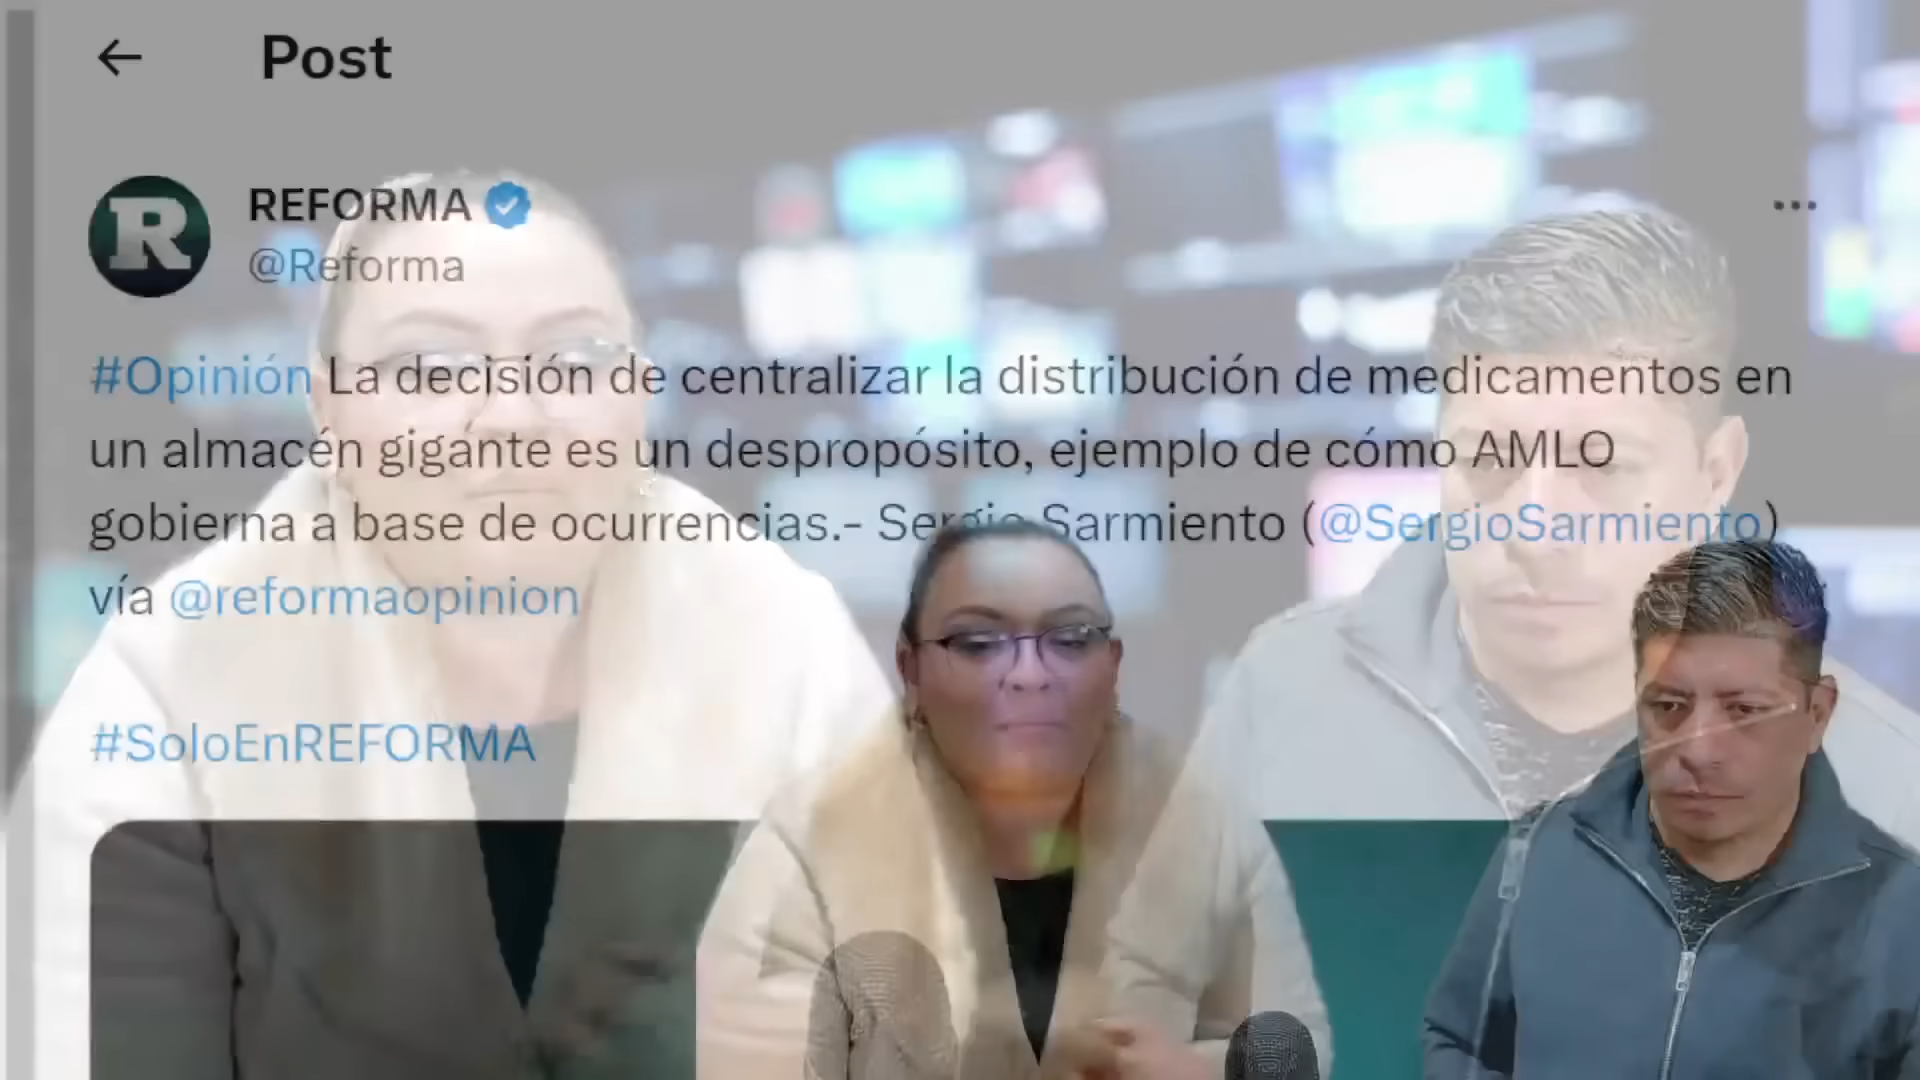 Post
REFORMA
@Reforma
#Opinión La decisión de centralizar la distribución de medicamentos en
un almacén gigante es un despropósito, ejemplo de cómo AMLO
gobierna a base de ocurrencias.- Sergio Sarmiento (@SergioSarmiento)
vía @reformaopinion
#SoloEnREFORMA